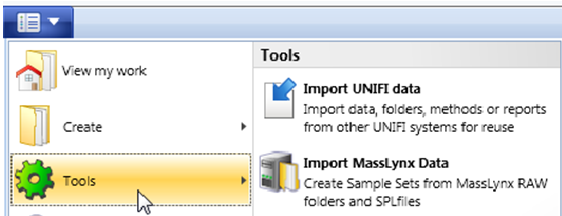 Tools
View my work
Import UNIFI data
Import data, folders, methods or reports
from other UNIFI systems for reuse
Create
Import MassLynx Data
Tools
Create Sample Sets from MassLynx RAW
folders and SPLfiles